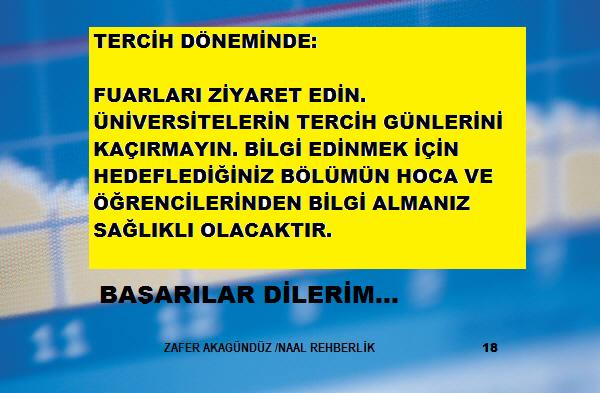 TERCİH DÖNEMİNDE:
FUARLARI ZİYARET EDİN.
ÜNİVERSİTELERİN TERCİH GÜNLERİNİ
KAÇIRMAYIN. BİLGİ EDİNMEK İÇİN
HEDEFLEDİĞİNİZ BÖLÜMÜN HOCA VE
ÖĞRENCİLERİNDEN BİLGİ ALMANIZ
SAĞLIKLI OLACAKTIR.
BAŞARILAR DİLERİM...
11
ZAFER AKAGÜNDÜZ /NAAL REHBERLİK 18